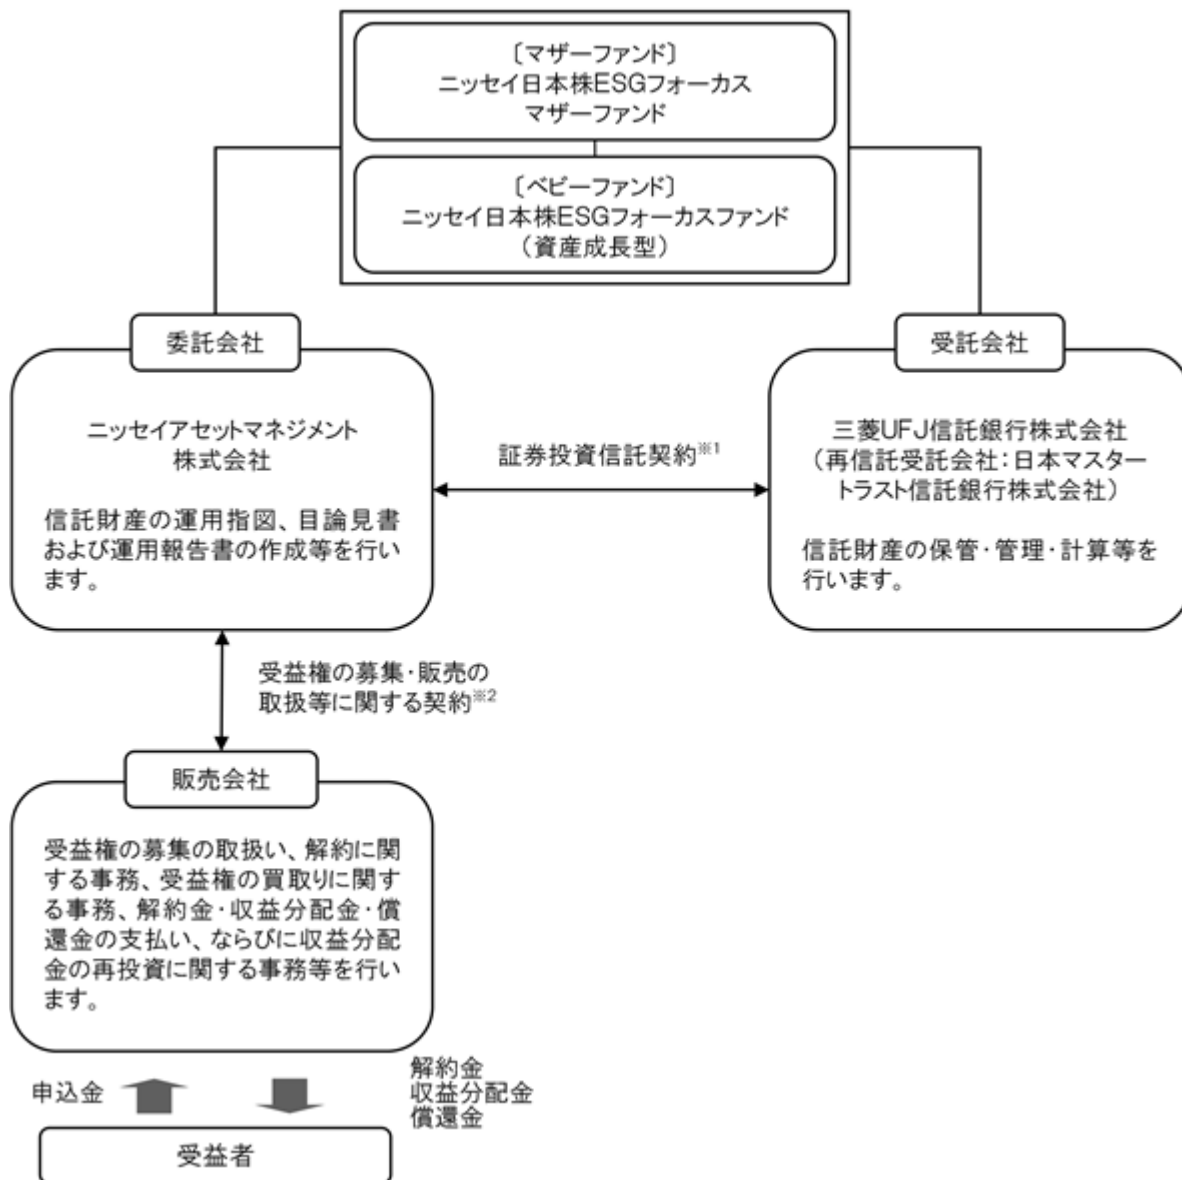 〔マザーファンド〕
ニッセイ日本株ESGフォーカス
マザーファンド
〔ベビーファンド〕
ニッセイ日本株ESGフォーカスファンド
（資産成長型）
委託会社
ニッセイアセットマネジメント
株式会社
信託財産の運用指図、目論見書
および運用報告書の作成等を行い
ます。
証券投資信託契約※1
受託会社
三菱UFJ信託銀行株式会社
（再信託受託会社：日本マスター
トラスト信託銀行株式会社）
信託財産の保管・管理・計算等を
行います。
受益権の募集・販売の
取扱等に関する契約※2
販売会社
受益権の募集の取扱い、解約に関
する事務、受益権の買取りに関す
る事務、解約金・収益分配金・償
還金の支払い、ならびに収益分配
金の再投資に関する事務等を行い
ます。
申込金
解約金
収益分配金
償還金
受益者